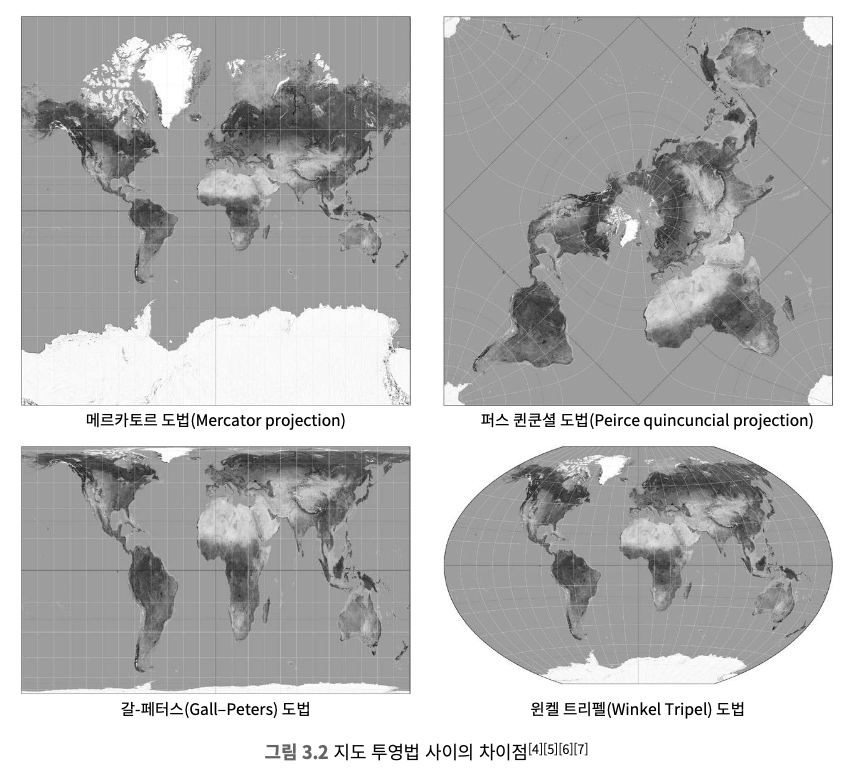 메르카토르 도법(Mercator projection)
퍼스 퀸쿤셜 도법(Peirce quincuncial projection)
갈-페터스(Gall–Peters) 도법
윈켈 트리펠(Winkel Tripel) 도법
그림 3.2 지도 투영법 사이의 차이점[4][5][6][7]